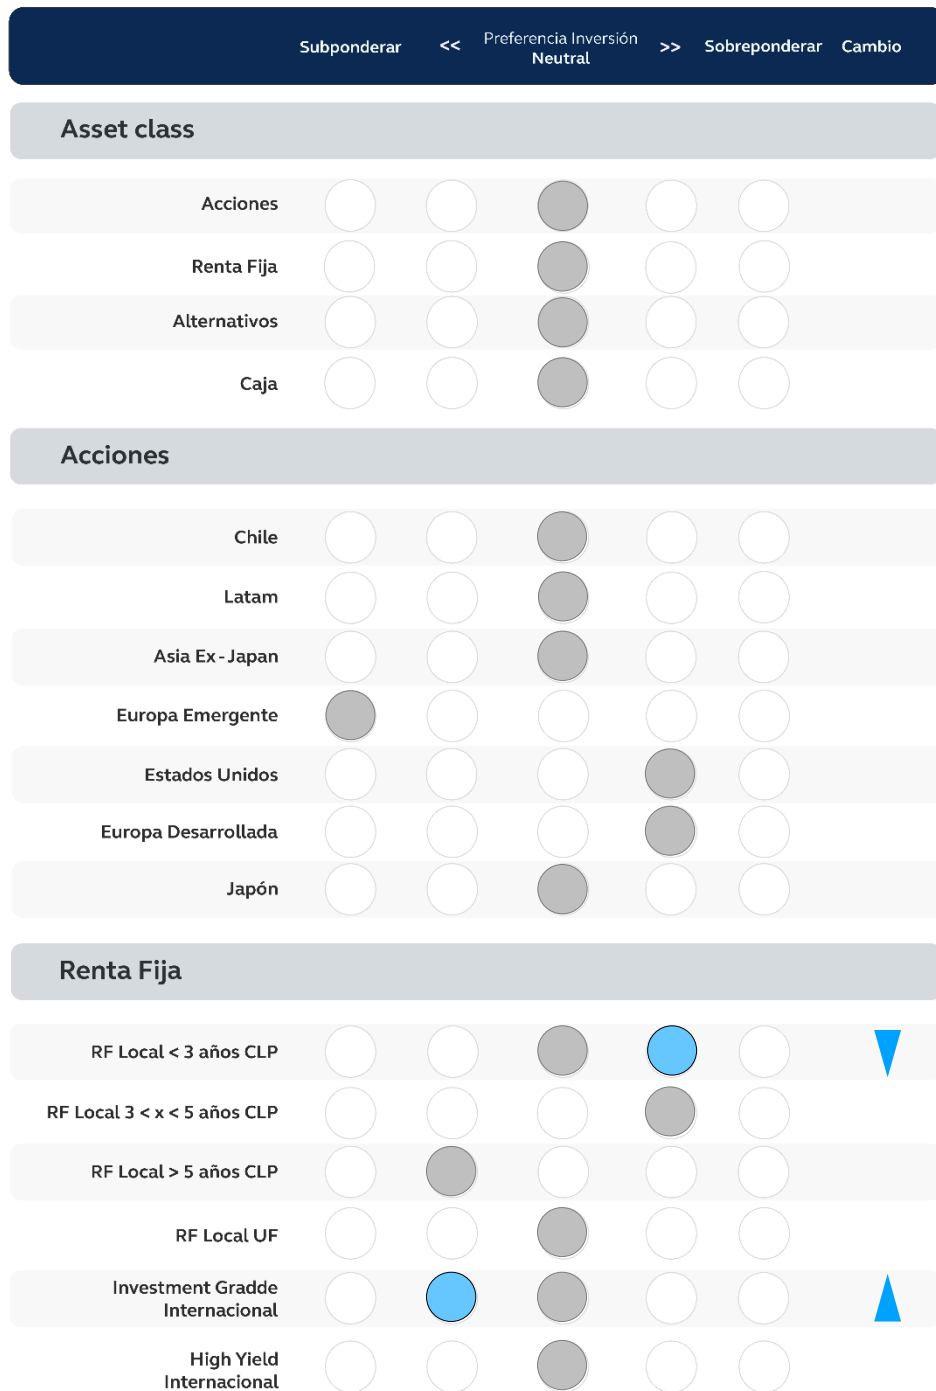 Subponderar << Preferencia Inversión >> Sobreponderar Cambio
Neutral
Asset class
Acciones
Renta Fija
Alternativos
Caja
Acciones
Chile
Latam
Asia Ex-Japan
Europa Emergente
Estados Unidos
Europa Desarrollada
Japón
Renta Fija
RF Local < 3 años CLP
RF Local 3 < x < 5 años CLP
RF Local > 5 años CLP
RF Local UF
Investment Gradde
Internacional
High Yield
Internacional